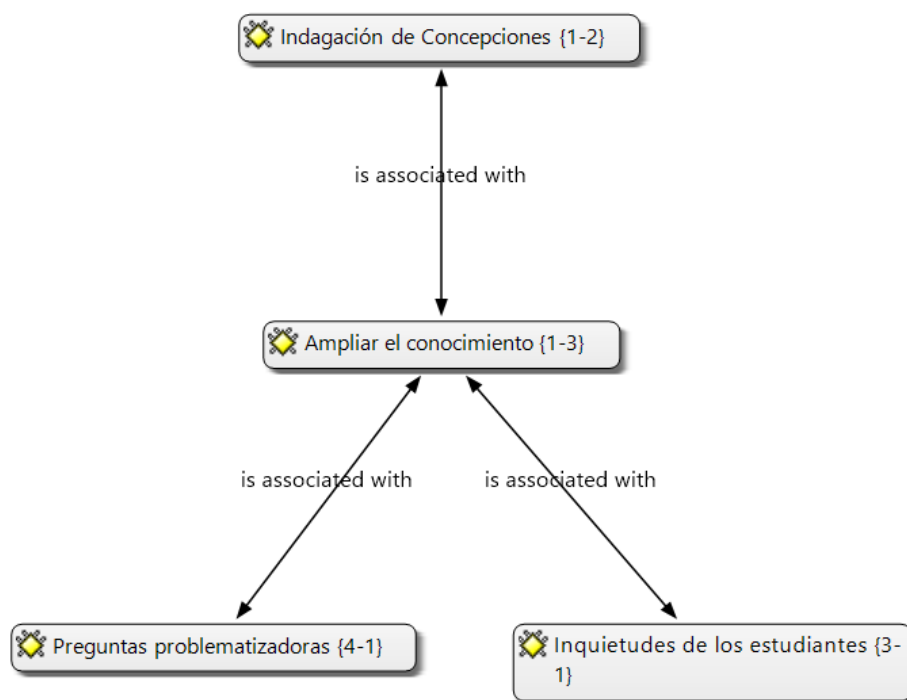 Indagación de Concepciones {1-2}
is associated with
Ampliar el conocimiento {1-3}
is associated with
is associated with
Preguntas problematizadoras {4-1}
Inquietudes de los estudiantes {3-
1}